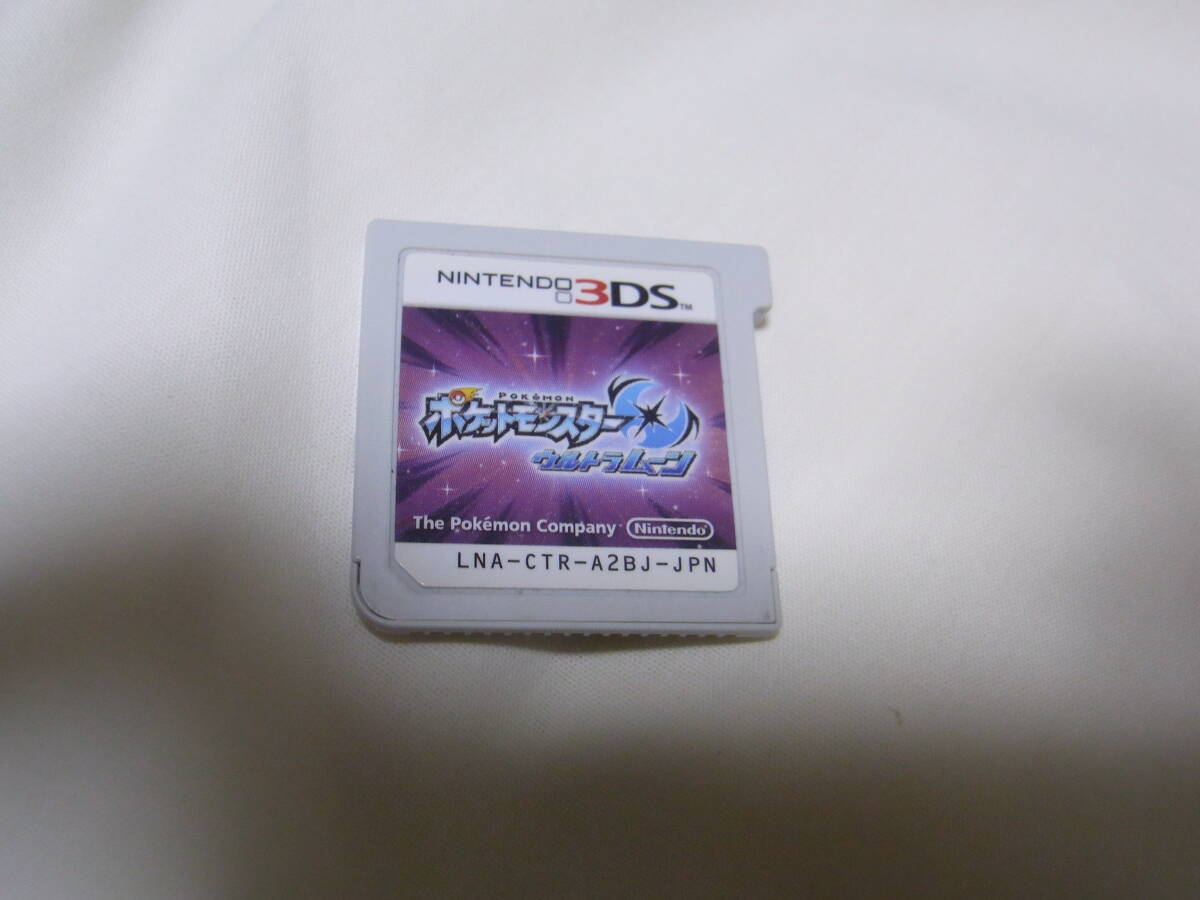 NINTENDO 3DS™
POKéMON
ポケットモンスター
ウルトラムーン
The Pokémon Company Nintendo
LNA-CTR-A2BJ-JPN